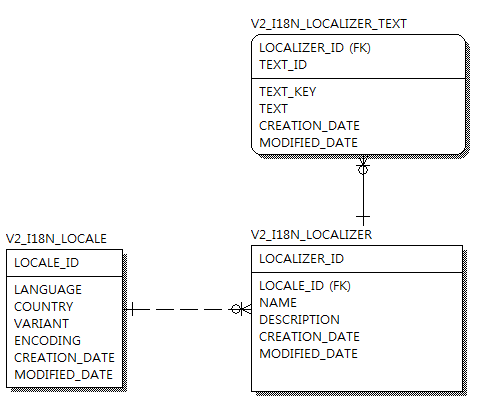 V2_I18N_LOCALIZER_TEXT
LOCALIZER_ID (FK)
TEXT_ID
TEXT_KEY
TEXT
CREATION_DATE
MODIFIED_DATE
V2_I18N_LOCALE
LOCALE_ID
LANGUAGE
COUNTRY
VARIANT
ENCODING
CREATION_DATE
MODIFIED_DATE
V2_I18N_LOCALIZER
LOCALIZER_ID
LOCALE_ID (FK)
NAME
DESCRIPTION
CREATION_DATE
MODIFIED_DATE